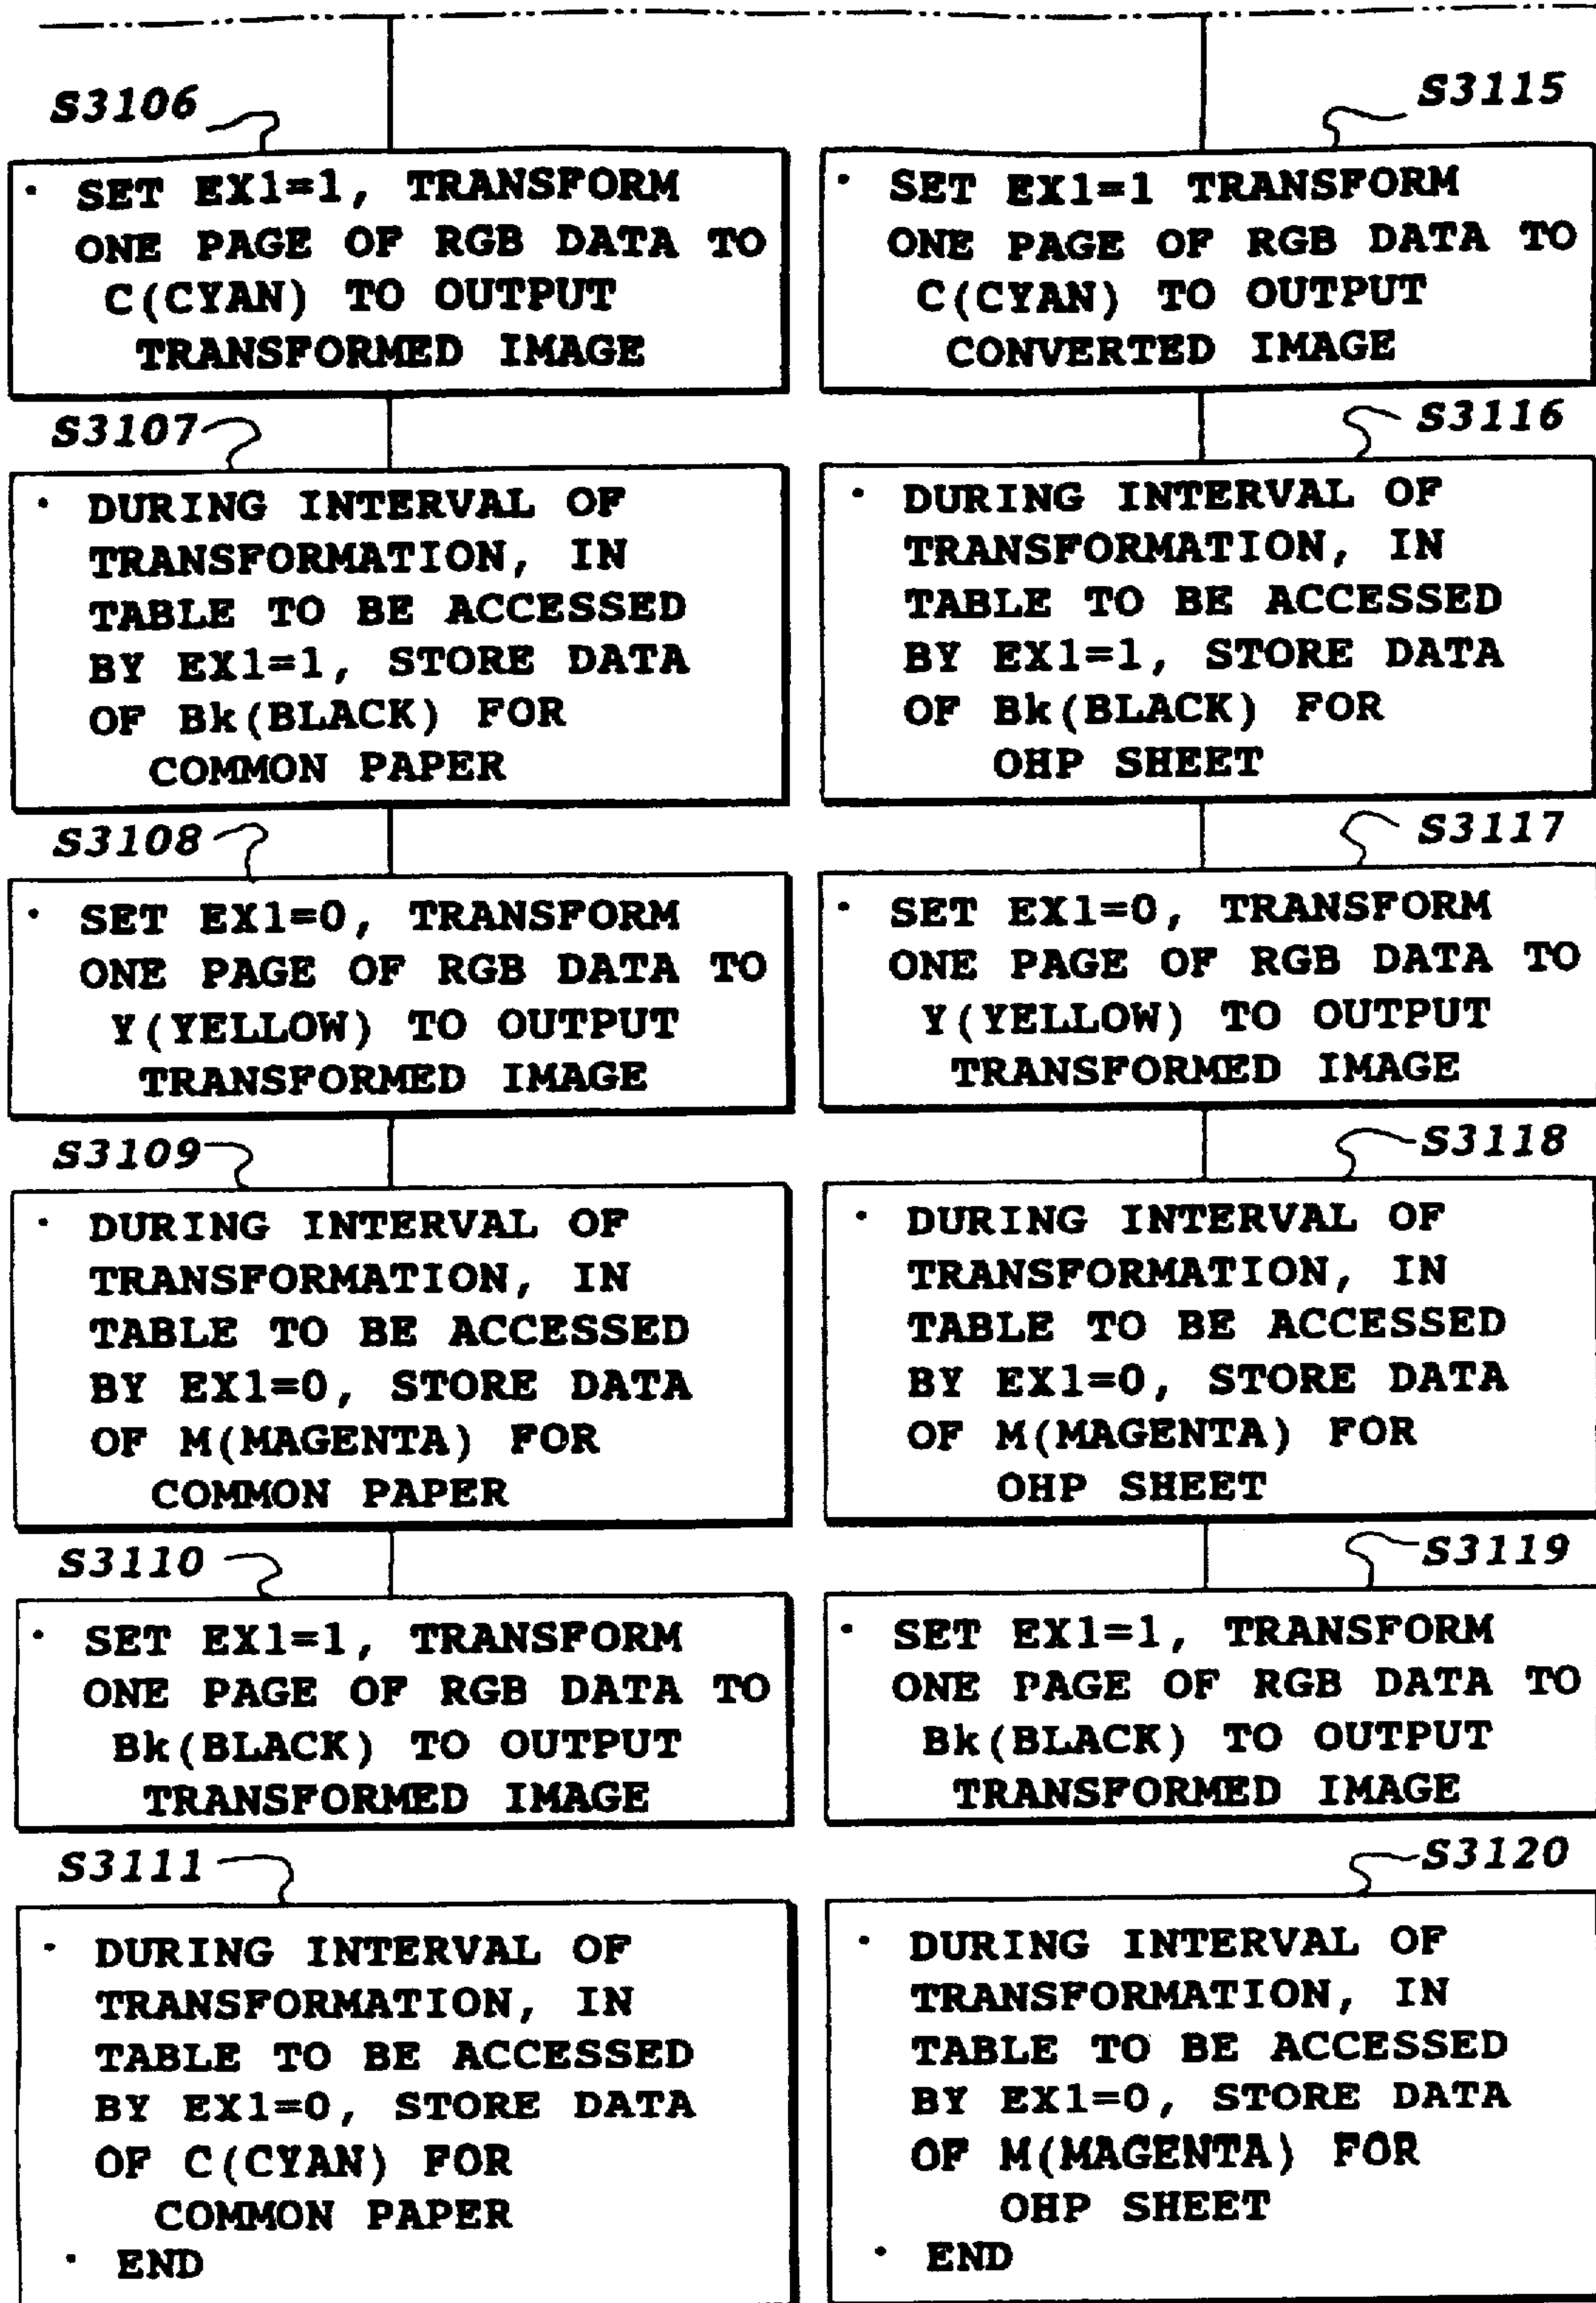 S3106
· SET EX1=1, TRANSFORM
ONE PAGE OF RGB DATA TO
C(CYAN) TO OUTPUT
TRANSFORMED IMAGE
S3107
· DURING INTERVAL OF
TRANSFORMATION, IN
TABLE TO BE ACCESSED
BY EX1=1, STORE DATA
OF Bk(BLACK) FOR
COMMON PAPER
S3108
· SET EX1=0, TRANSFORM
ONE PAGE OF RGB DATA TO
Y(YELLOW) TO OUTPUT
TRANSFORMED IMAGE
S3109
· DURING INTERVAL OF
TRANSFORMATION, IN
TABLE TO BE ACCESSED
BY EX1=0, STORE DATA
OF M(MAGENTA) FOR
COMMON PAPER
S3110
· SET EX1=1, TRANSFORM
ONE PAGE OF RGB DATA TO
Bk(BLACK) TO OUTPUT
TRANSFORMED IMAGE
S3111
· DURING INTERVAL OF
TRANSFORMATION, IN
TABLE TO BE ACCESSED
BY EX1=0, STORE DATA
OF C(CYAN) FOR
COMMON PAPER
· END
S3115
· SET EX1=1 TRANSFORM
ONE PAGE OF RGB DATA TO
C(CYAN) TO OUTPUT
CONVERTED IMAGE
S3116
· DURING INTERVAL OF
TRANSFORMATION, IN
TABLE TO BE ACCESSED
BY EX1=1, STORE DATA
OF Bk(BLACK) FOR
OHP SHEET
S3117
· SET EX1=0, TRANSFORM
ONE PAGE OF RGB DATA TO
Y(YELLOW) TO OUTPUT
TRANSFORMED IMAGE
S3118
· DURING INTERVAL OF
TRANSFORMATION, IN
TABLE TO BE ACCESSED
BY EX1=0, STORE DATA
OF M(MAGENTA) FOR
OHP SHEET
S3119
· SET EX1=1, TRANSFORM
ONE PAGE OF RGB DATA TO
Bk(BLACK) TO OUTPUT
TRANSFORMED IMAGE
S3120
· DURING INTERVAL OF
TRANSFORMATION, IN
TABLE TO BE ACCESSED
BY EX1=0, STORE DATA
OF M(MAGENTA) FOR
OHP SHEET
· END